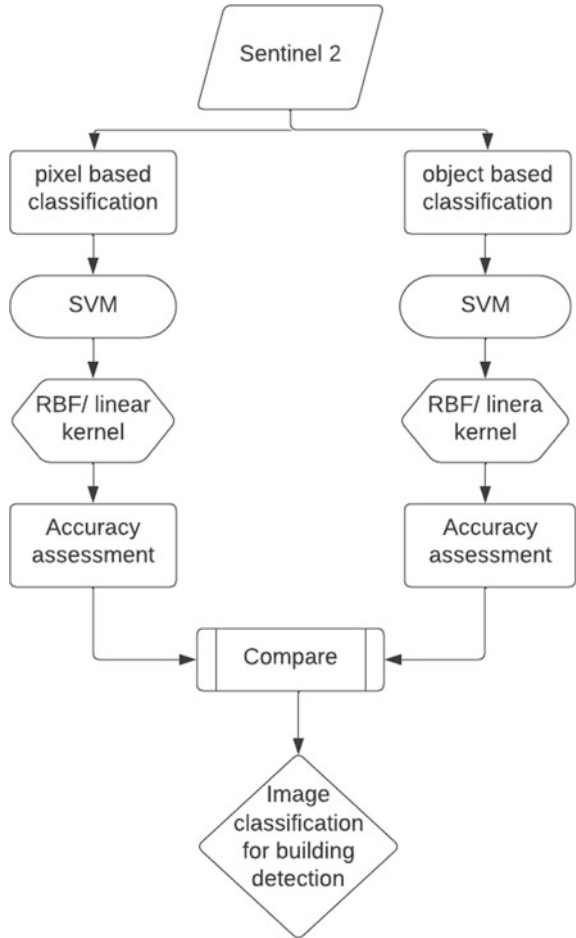 Sentinel 2
pixel based
classification
object based
classification
SVM
SVM
RBF/ linear
kernel
RBF/ linera
kernel
Accuracy
assessment
Accuracy
assessment
Compare
Image
classification
for building
detection